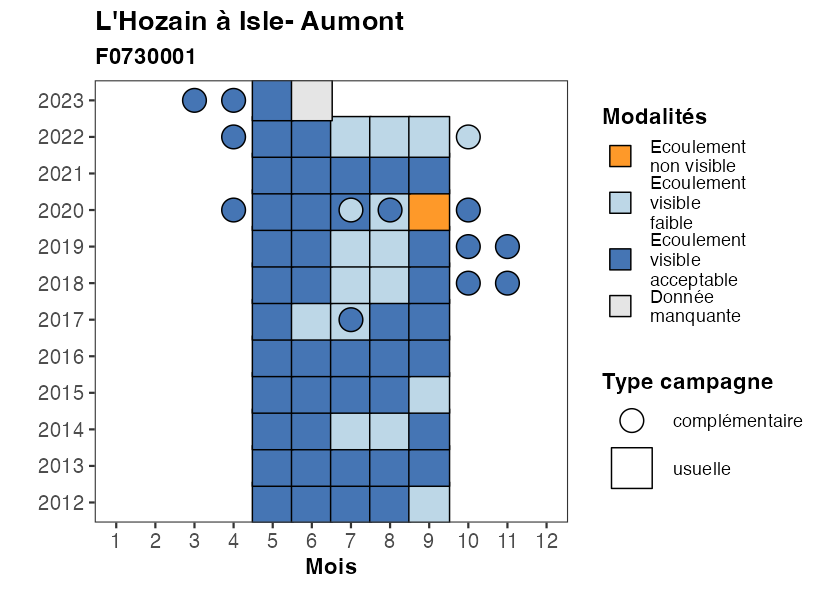 L'Hozain à Isle- Aumont
F0730001
2023
2022
2021
2020
2019
2018
2017
2016
2015
2014
2013
2012
1 2 3 4 5 6 7 8 9 10 11 12
Mois
Modalités
Ecoulement
non visible
Ecoulement
visible
faible
Ecoulement
visible
acceptable
Donnée
manquante
Type campagne
complémentaire
usuelle